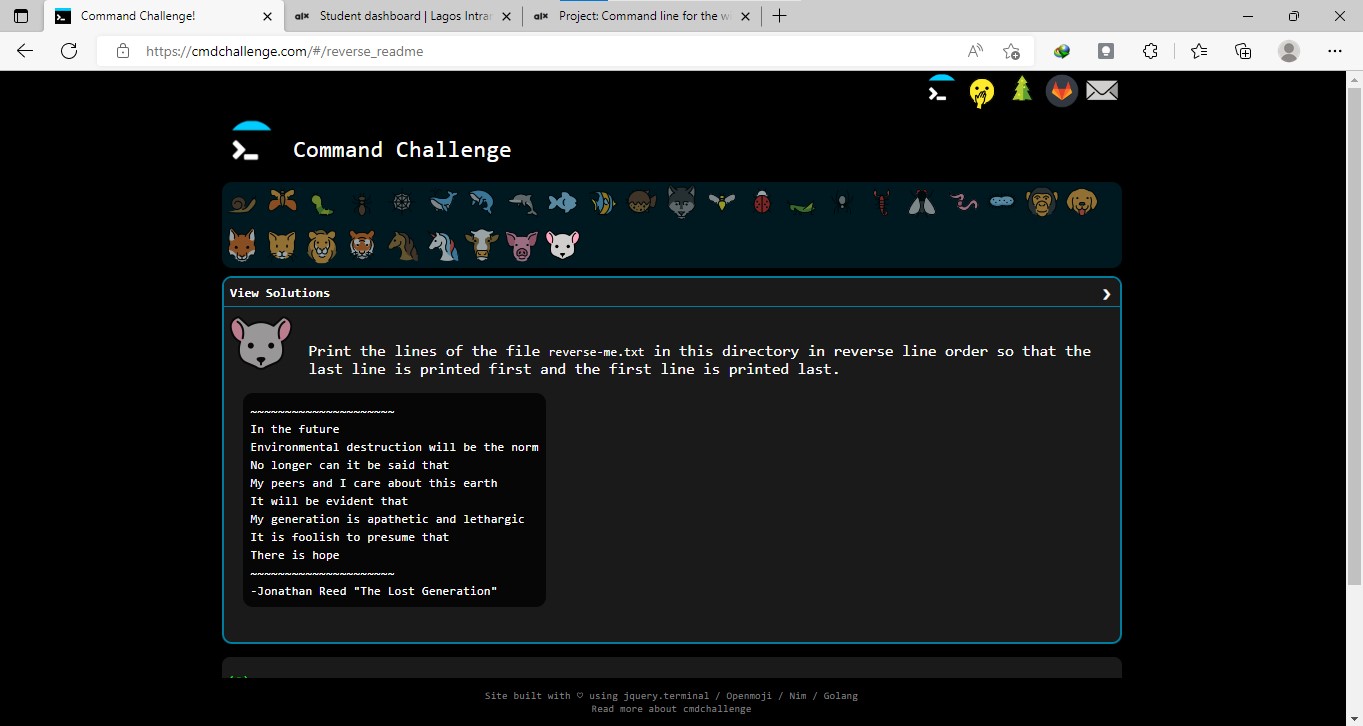 Command Challenge!
alx Student dashboard | Lagos Intran
alx Project: Command line for the w
https://cmdchallenge.com/#/reverse_readme
Command Challenge
View Solutions
Print the lines of the file reverse-me.txt in this directory in reverse line order so that the
last line is printed first and the first line is printed last.
~~~~~~~~~~~~~~~~~~~~~
In the future
Environmental destruction will be the norm
No longer can it be said that
My peers and I care about this earth
It will be evident that
My generation is apathetic and lethargic
It is foolish to presume that
There is hope
~~~~~~~~~~~~~~~~~~~~~
-Jonathan Reed "The Lost Generation"
Site built with ♡ using jquery.terminal / Openmoji / Nim / Golang
Read more about cmdchallenge